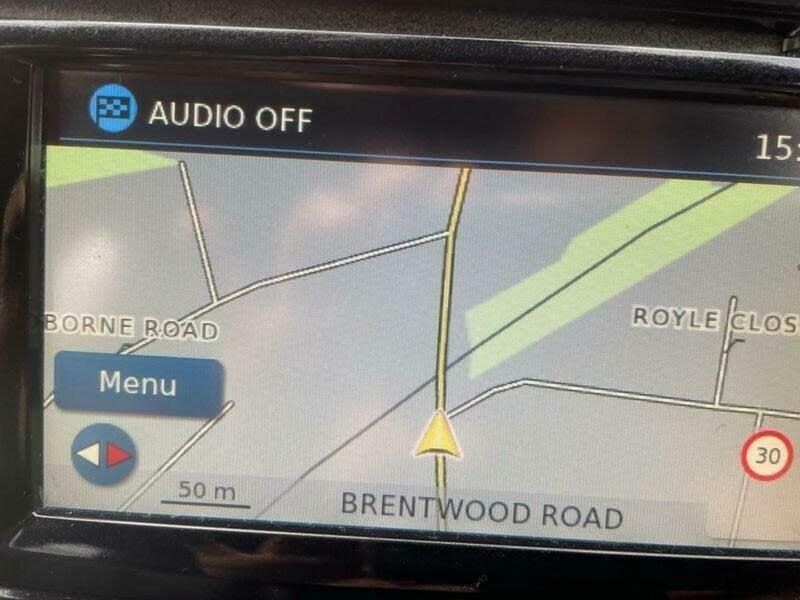 AUDIO OFF
15:
BORNE ROAD
ROYLE CLOS
Menu
30
50 m
BRENTWOOD ROAD